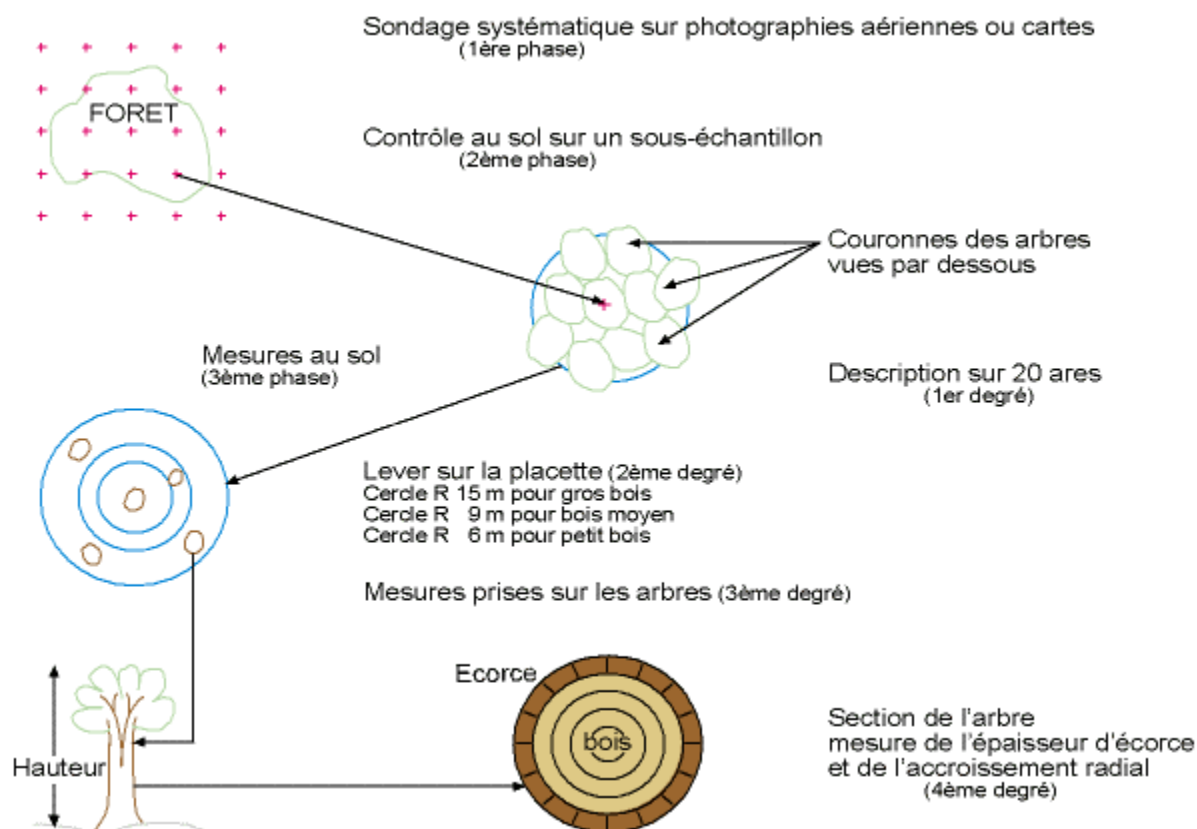 Sondage systématique sur photographies aériennes ou cartes
(1ère phase)
FORET
Contrôle au sol sur un sous-échantillon
(2ème phase)
Couronnes des arbres
vues par dessous
Mesures au sol
(3ème phase)
Description sur 20 ares
(1er degré)
Lever sur la placette (2ème degré)
Cercle R 15 m pour gros bois
Cercle R 9 m pour bois moyen
Cercle R 6 m pour petit bois
Mesures prises sur les arbres (3ème degré)
Ecorce
bois
Hauteur
Section de l'arbre
mesure de l'épaisseur d'écorce
et de l'accroissement radial
(4ème degré)